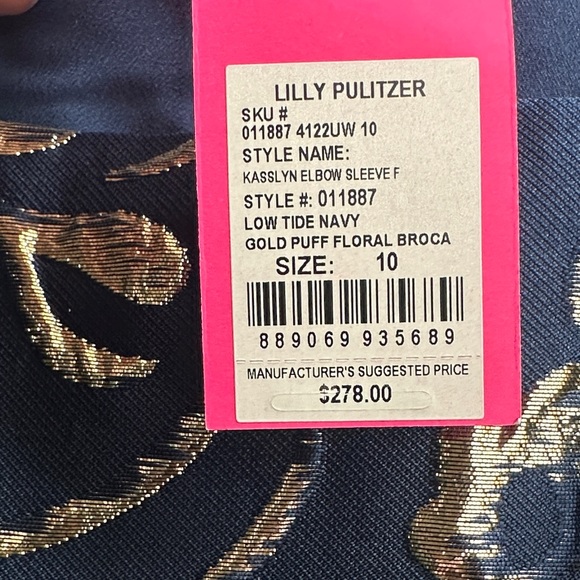 LILLY PULITZER
SKU #
011887 4122UW 10
STYLE NAME:
KASSLYN ELBOW SLEEVE F
STYLE #: 011887
LOW TIDE NAVY
GOLD PUFF FLORAL BROCA
SIZE: 10
889069 935689
MANUFACTURER'S SUGGESTED PRICE
$278.00